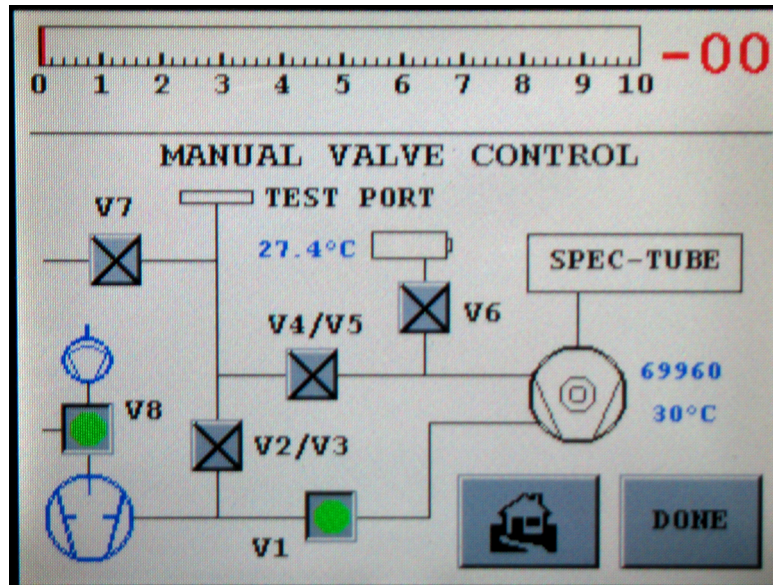 -00
0 1 2 3 4 5 6 7 8 9 10
MANUAL VALVE CONTROL
TEST PORT
V7
27.4°C
SPEC-TUBE
V4/V5
V6
69960
30°C
V8
V2/V3
V1
DONE